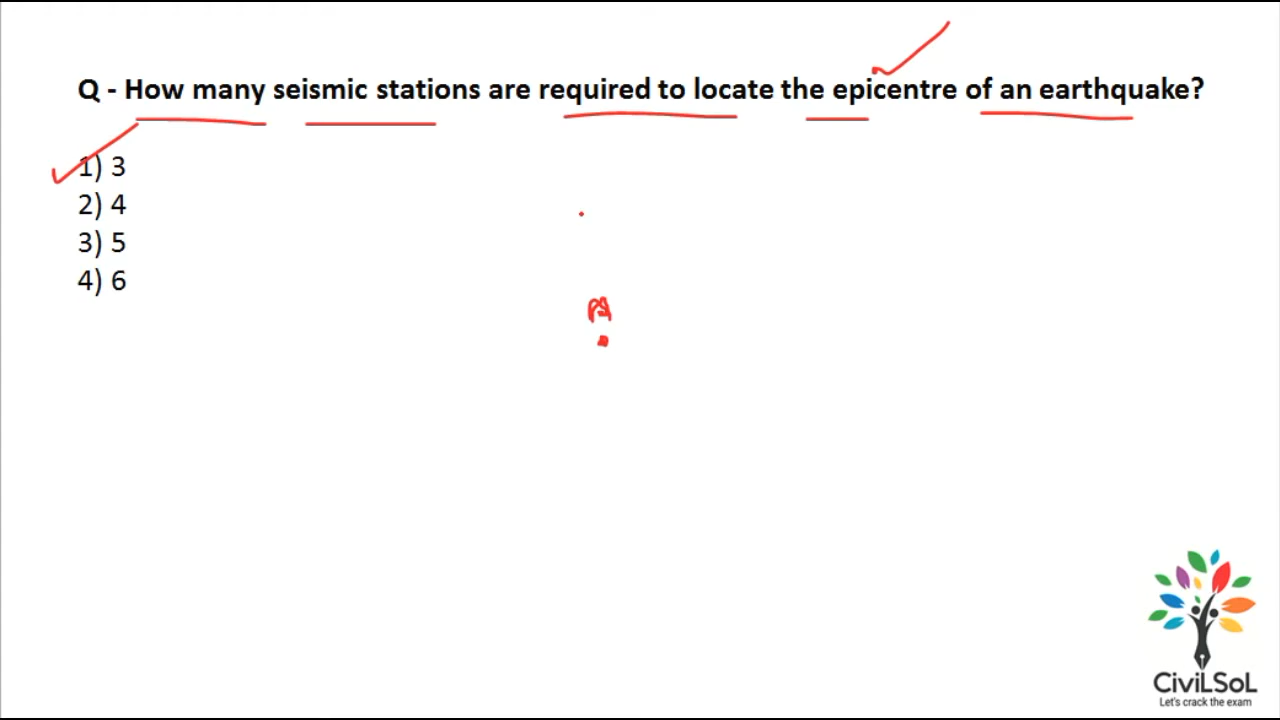 Q - How many seismic stations are required to locate the epicentre of an earthquake?
1) 3
2) 4
3) 5
4) 6
CiviLSoL
Let's crack the exam